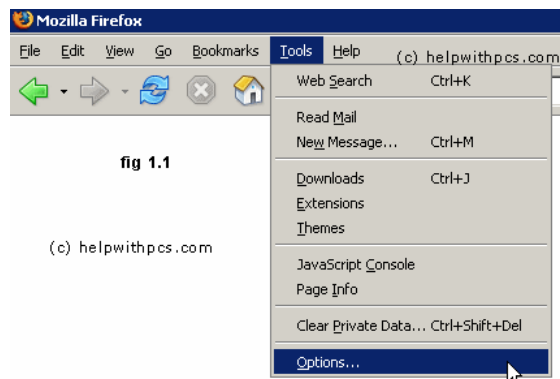 Mozilla Firefox
File Edit View Go Bookmarks Tools Help (c) helpwithpcs.com
Web Search Ctrl+K
Read Mail
New Message... Ctrl+M
fig 1.1
Downloads Ctrl+J
Extensions
Themes
(c) helpwithpcs.com
JavaScript Console
Page Info
Clear Private Data... Ctrl+Shift+Del
Options...